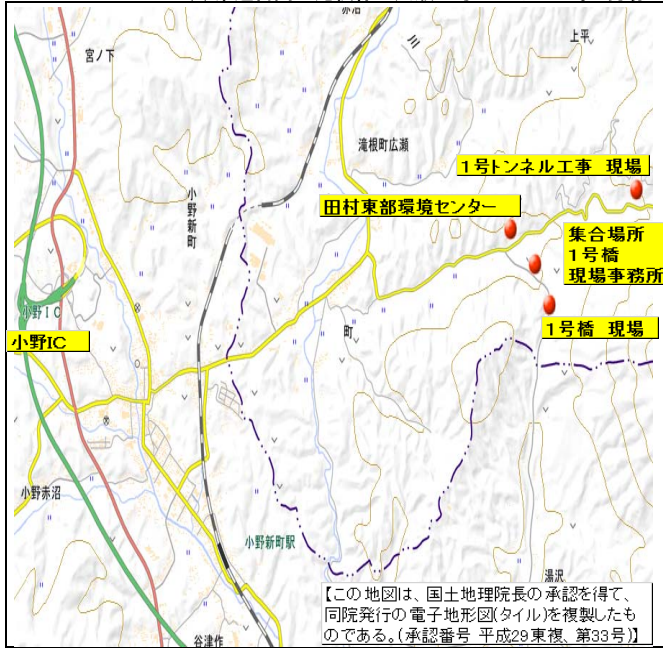 赤沼
宮ノ下
川
上平
滝根町広瀬
1号トンネル工事 現場
小野新町
田村東部環境センター
集合場所
1号橋
現場事務所
小野IC
1号橋 現場
小野IC
町
小野赤沼
小野新町駅
湯沢
谷津作
【この地図は、国土地理院長の承認を得て、
同院発行の電子地形図(タイル)を複製したも
のである。(承認番号 平成29東複、第33号)】